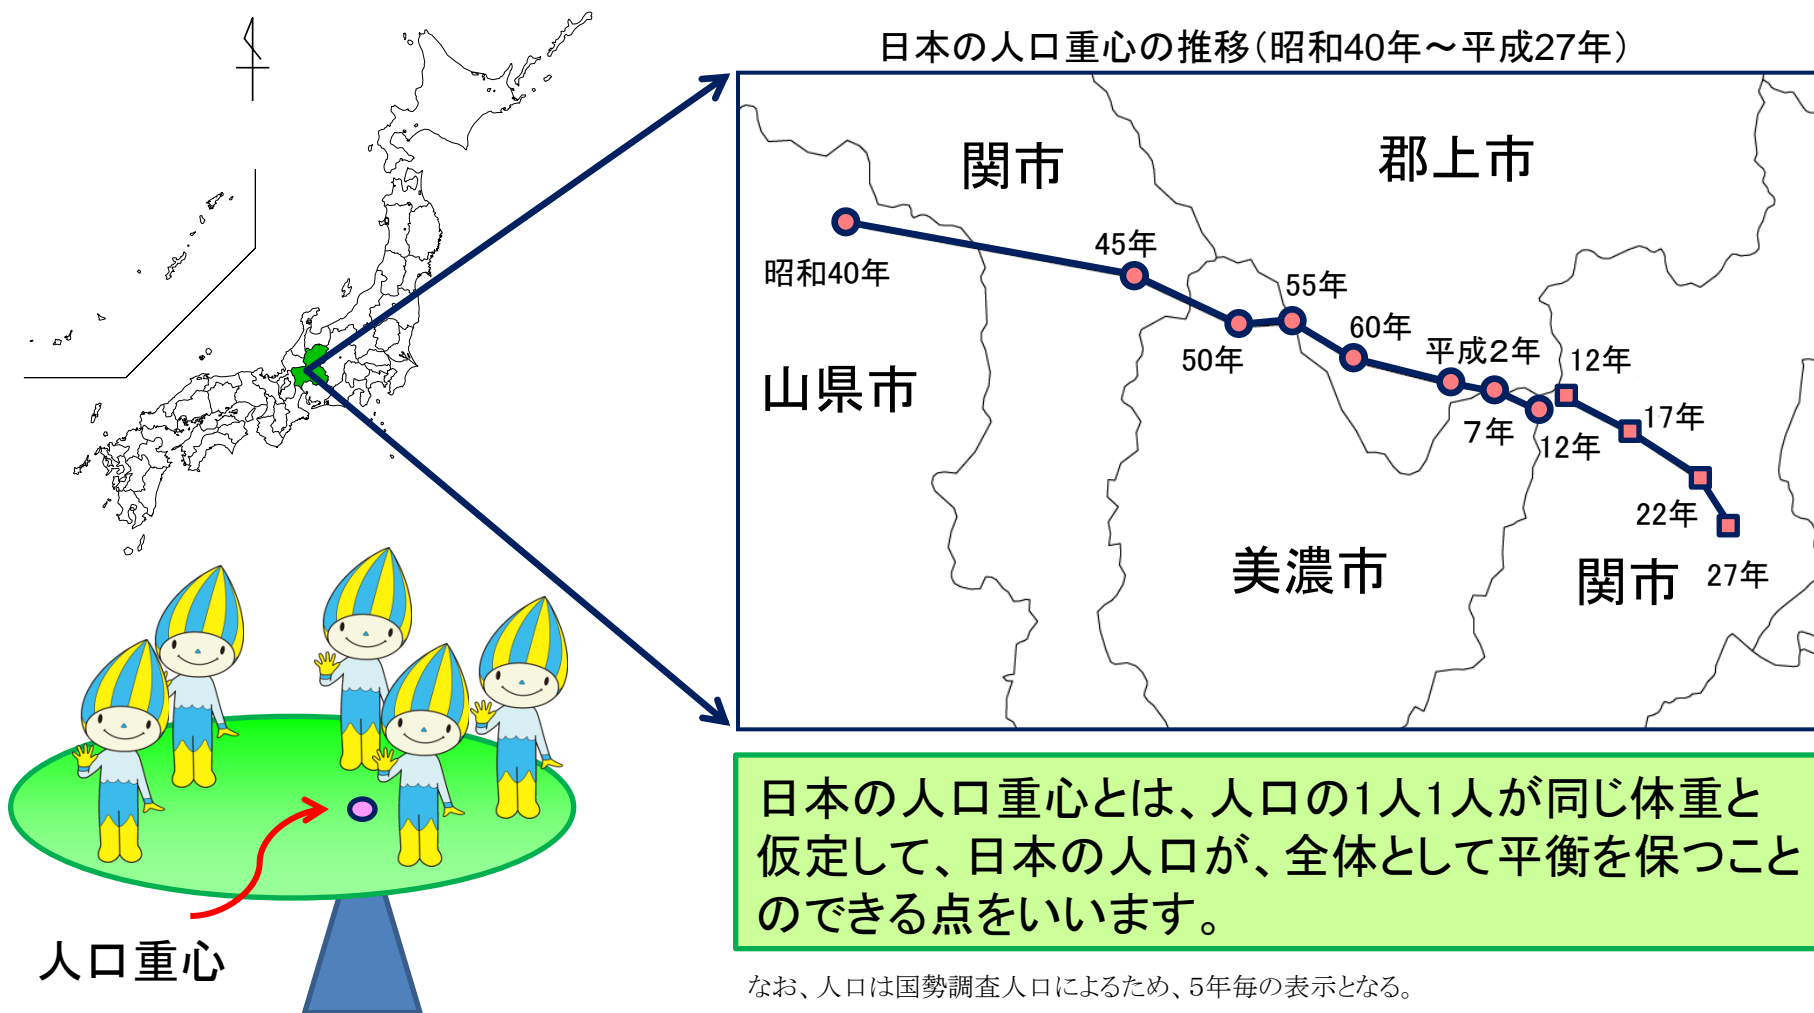 日本の人口重心の推移(昭和40年～平成27年)
関市
郡上市
昭和40年
45年
50年
55年
60年
平成２年
７年
12年
12年
17年
22年
27年
山県市
美濃市
関市
人口重心
日本の人口重心とは、人口の1人1人が同じ体重と
仮定して、日本の人口が、全体として平衡を保つこと
のできる点をいいます。
なお、人口は国勢調査人口によるため、5年毎の表示となる。